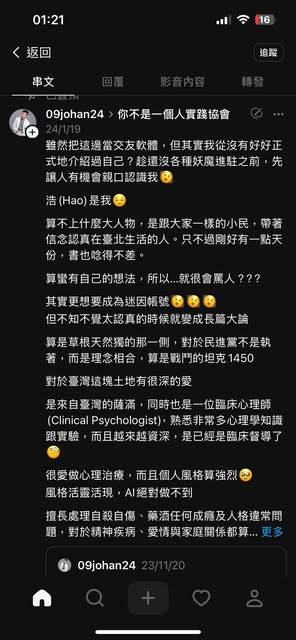 01:21
16
返回
追蹤
串文
回覆
影音內容
轉發
09johan24 > 你不是一個人實踐協會
24/1/19
雖然把這邊當交友軟體，但其實我從沒有好好正
式地介紹過自己？趁還沒各種妖魔進駐之前，先
讓人有機會親口認識我🫢
浩 (Hao) 是我😌
算不上什麼大人物，是跟大家一樣的小民，帶著
信念認真在臺北生活的人。只不過剛好有一點天
份，書也唸得不差。
算蠻有自己的想法，所以...就很會罵人？？？
其實更想要成為迷因帳號🫢🫢🫢
但不知不覺太認真的時候就變成長篇大論
算是草根天然獨的那一側，對於民進黨不是執
著，而是理念相合，算是戰鬥的坦克 1450
對於臺灣這塊土地有很深的愛
是來自臺灣的薩滿，同時也是一位臨床心理師
(Clinical Psychologist)，熟悉非常多心理學知識
跟實驗，而且越來越資深，是已經是臨床督導了
🧐
很愛做心理治療，而且個人風格算強烈🥹
風格活靈活現，AI 絕對做不到
擅長處理自殺自傷、藥酒任何成癮及人格違常問
題，對於精神疾病、愛情與家庭關係都算... 更多
09johan24 23/11/20